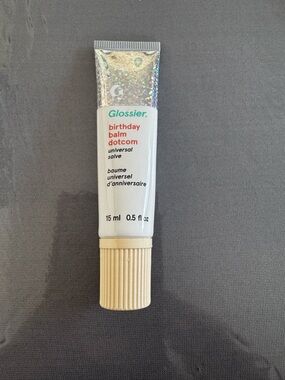 G
Glossier.
birthday
balm
dotcom
universal
salve
baume
universel
d'anniversaire
15 ml 0.5 fl oz